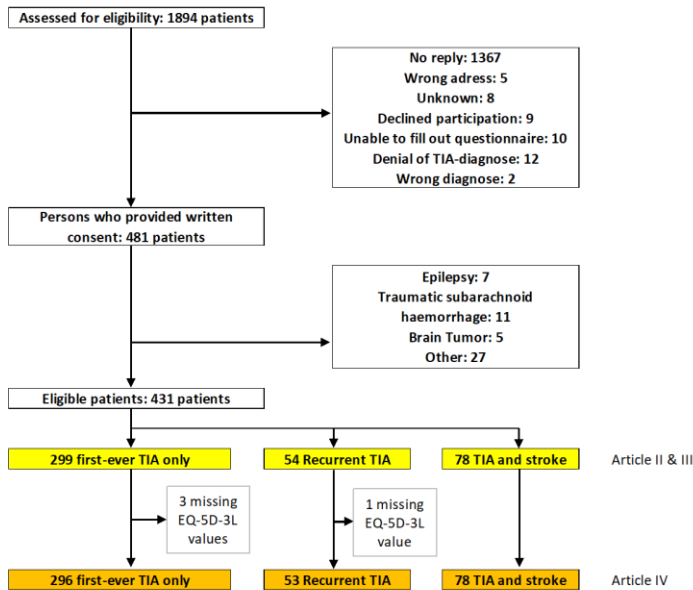 Assessed for eligibility: 1894 patients
No reply: 1367
Wrong adress: 5
Unknown: 8
Declined participation: 9
Unable to fill out questionnaire: 10
Denial of TIA-diagnose: 12
Wrong diagnose: 2
Persons who provided written
consent: 481 patients
Epilepsy: 7
Traumatic subarachnoid
haemorrhage: 11
Brain Tumor: 5
Other: 27
Eligible patients: 431 patients
299 first-ever TIA only
54 Recurrent TIA
78 TIA and stroke
Article II & III
3 missing
EQ-5D-3L
values
1 missing
EQ-5D-3L
value
296 first-ever TIA only
53 Recurrent TIA
78 TIA and stroke
Article IV